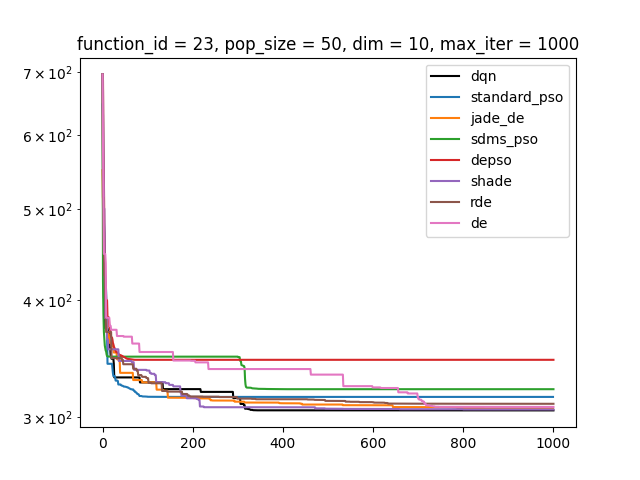 function_id = 23, pop_size = 50, dim = 10, max_iter = 1000
7 × 10²
6 × 10²
5 × 10²
4 × 10²
3 × 10²
dqn
standard_pso
jade_de
sdms_pso
depso
shade
rde
de
0 200 400 600 800 1000